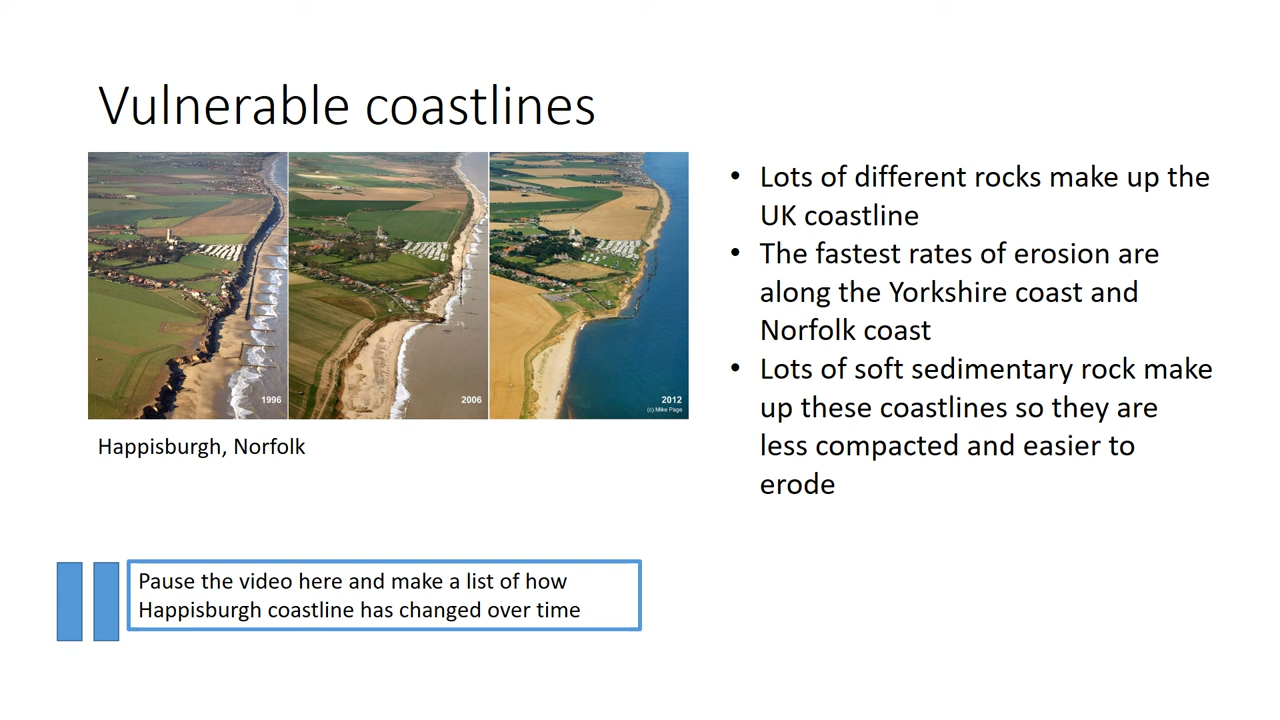 Vulnerable coastlines
1996
2006
2012
(c) Mike Page
Happisburgh, Norfolk
• Lots of different rocks make up the
UK coastline
• The fastest rates of erosion are
along the Yorkshire coast and
Norfolk coast
• Lots of soft sedimentary rock make
up these coastlines so they are
less compacted and easier to
erode
Pause the video here and make a list of how
Happisburgh coastline has changed over time